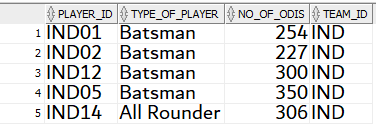 PLAYER_ID TYPE_OF_PLAYER NO_OF_ODIS TEAM_ID
1 IND01 Batsman 254 IND
2 IND02 Batsman 227 IND
3 IND12 Batsman 300 IND
4 IND05 Batsman 350 IND
5 IND14 All Rounder 306 IND